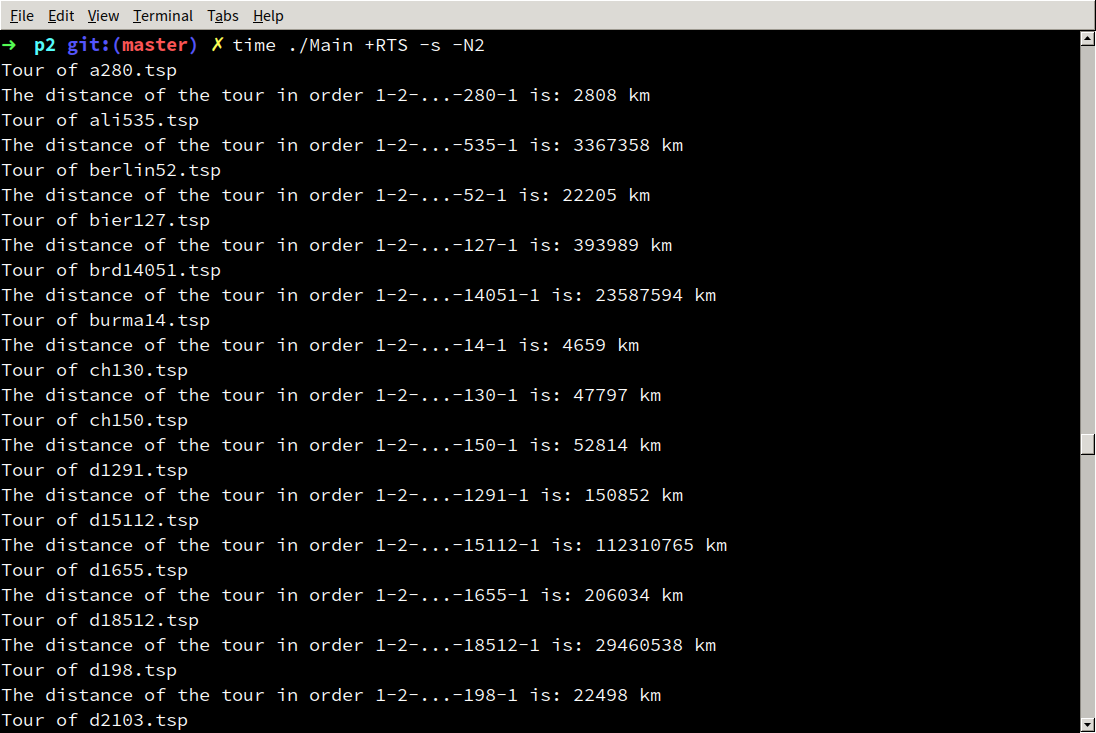 File Edit View Terminal Tabs Help
→ p2 git:(master) ✗ time ./Main +RTS -s -N2
Tour of a280.tsp
The distance of the tour in order 1-2-...-280-1 is: 2808 km
Tour of ali535.tsp
The distance of the tour in order 1-2-...-535-1 is: 3367358 km
Tour of berlin52.tsp
The distance of the tour in order 1-2-...-52-1 is: 22205 km
Tour of bier127.tsp
The distance of the tour in order 1-2-...-127-1 is: 393989 km
Tour of brd14051.tsp
The distance of the tour in order 1-2-...-14051-1 is: 23587594 km
Tour of burma14.tsp
The distance of the tour in order 1-2-...-14-1 is: 4659 km
Tour of ch130.tsp
The distance of the tour in order 1-2-...-130-1 is: 47797 km
Tour of ch150.tsp
The distance of the tour in order 1-2-...-150-1 is: 52814 km
Tour of d1291.tsp
The distance of the tour in order 1-2-...-1291-1 is: 150852 km
Tour of d15112.tsp
The distance of the tour in order 1-2-...-15112-1 is: 112310765 km
Tour of d1655.tsp
The distance of the tour in order 1-2-...-1655-1 is: 206034 km
Tour of d18512.tsp
The distance of the tour in order 1-2-...-18512-1 is: 29460538 km
Tour of d198.tsp
The distance of the tour in order 1-2-...-198-1 is: 22498 km
Tour of d2103.tsp